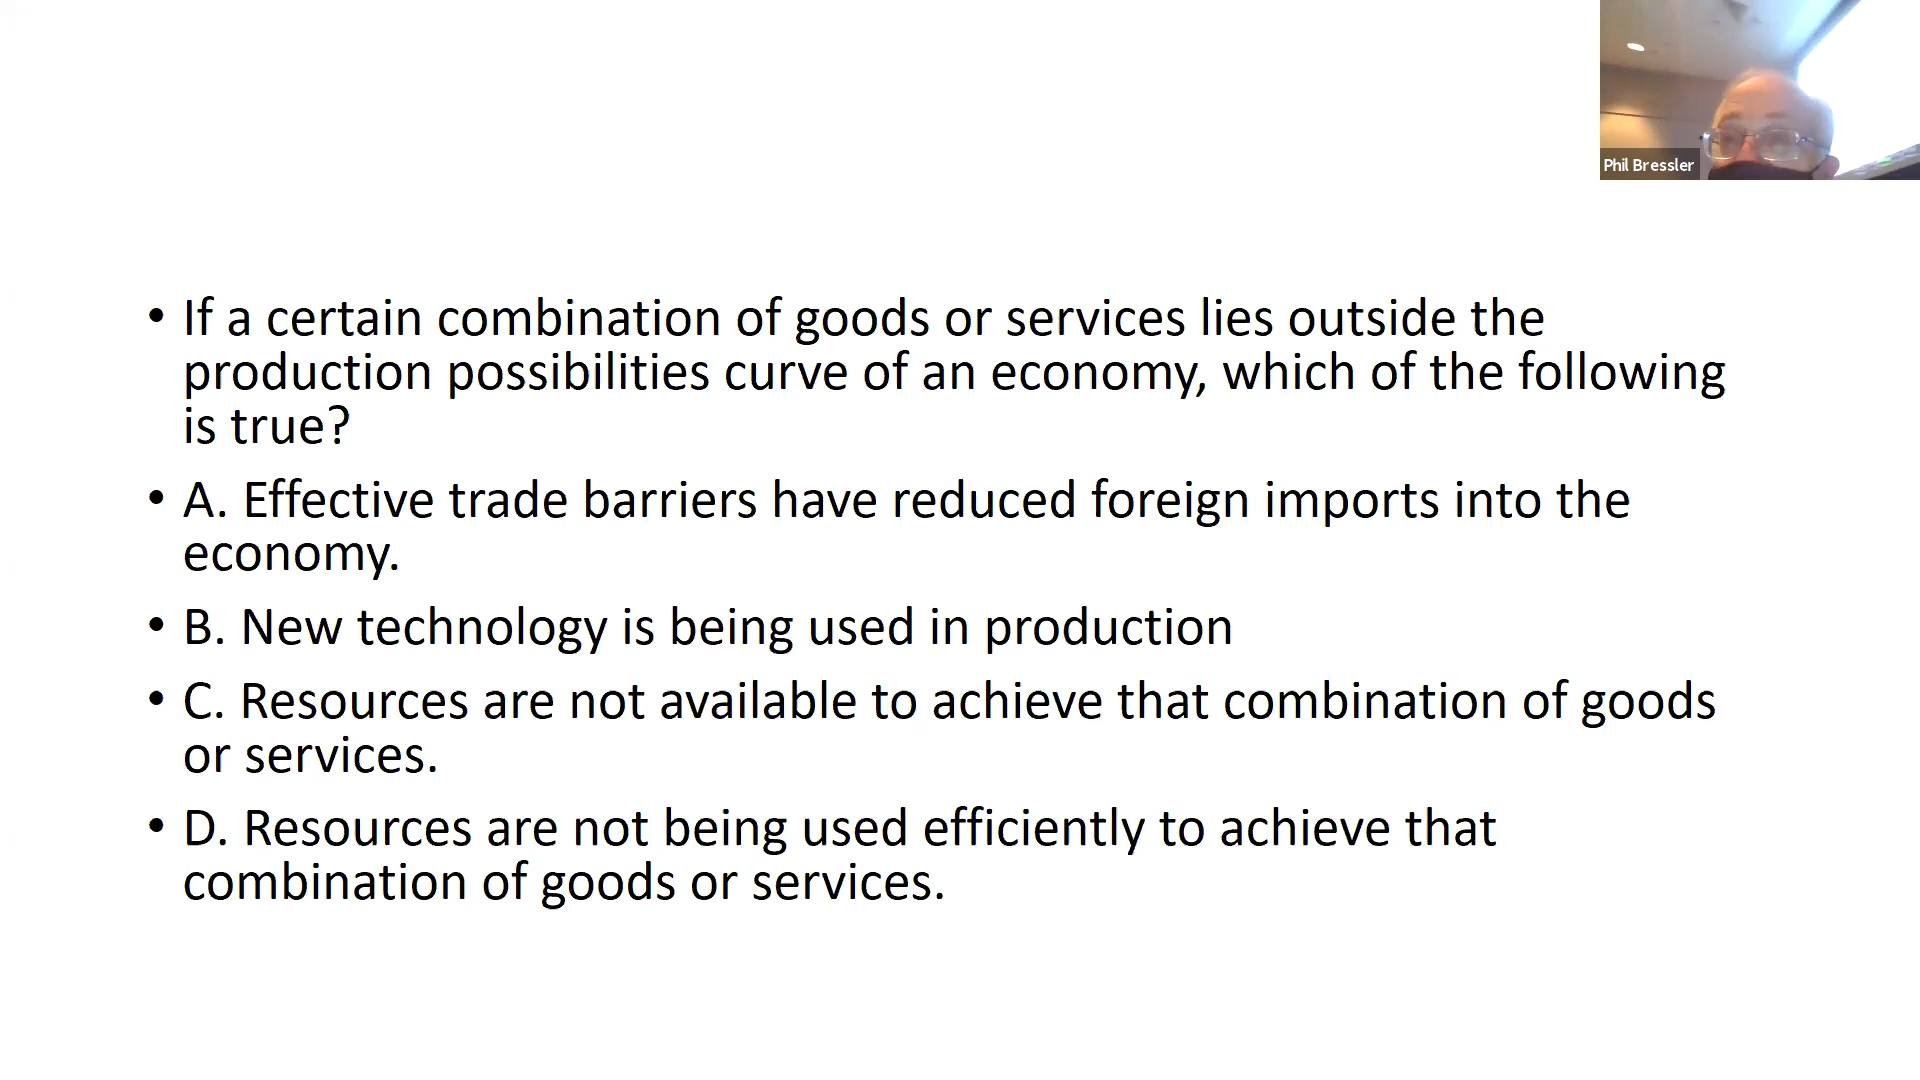 Phil Bressler
• If a certain combination of goods or services lies outside the
production possibilities curve of an economy, which of the following
is true?
• A. Effective trade barriers have reduced foreign imports into the
economy.
• B. New technology is being used in production
• C. Resources are not available to achieve that combination of goods
or services.
• D. Resources are not being used efficiently to achieve that
combination of goods or services.